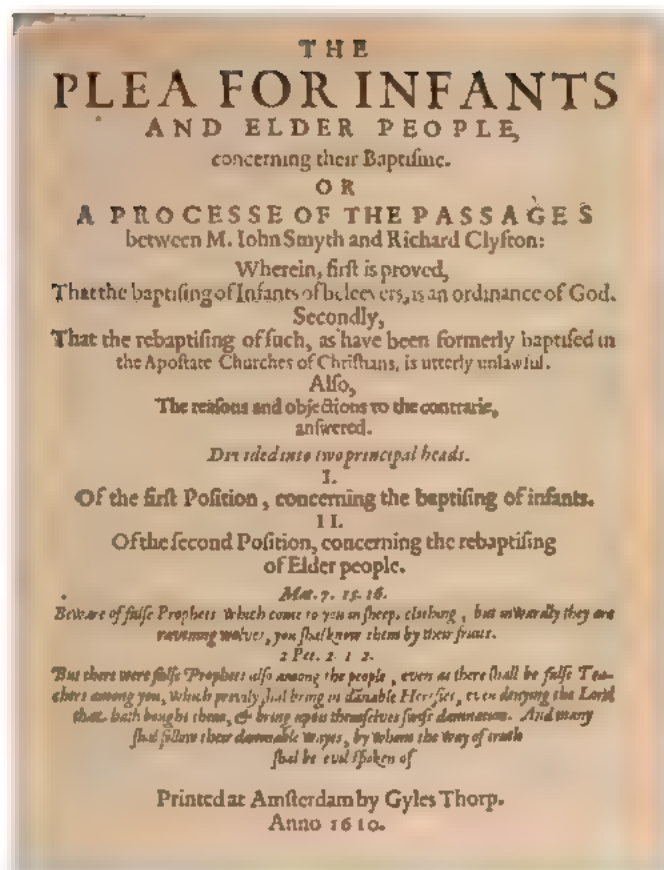 THE
PLEA FOR INFANTS
AND ELDER PEOPLE,
concerning their Baptiſme.
OR
A PROCESSE OF THE PASSAGES
between M. Iohn Smyth and Richard Clyfton:
Wherein, firſt is proved,
That the baptiſing of Infants of beleevers, is an ordinance of God.
Secondly,
That the rebaptiſing of ſuch, as have been formerly baptiſed in
the Apoſtate Churches of Chriſtians, is utterly unlawful.
Alſo,
The reaſons and objections to the contrarie,
anſwered.
Divided into two principal heads.
I.
Of the firſt Poſition, concerning the baptiſing of infants.
II.
Of the ſecond Poſition, concerning the rebaptiſing
of Elder people.
Mat. 7. 15. 16.
Beware of falſe Prophets which come to you in ſheeps clothing, but inwardly they are
ravening wolves, you ſhal know them by their fruits.
2 Pet. 2. 1 2.
But there were falſe Prophets alſo among the people, even as there ſhall be falſe Tea-
chers among you, which prively ſhal bring in dānable Hereſies, even denying the Lord
that hath bought them, & bring upon themſelves ſwift damnation. And many
ſhal follow their damnable wayes, by whom the way of truth
ſhal be evil ſpoken of
Printed at Amſterdam by Gyles Thorp.
Anno 1610.